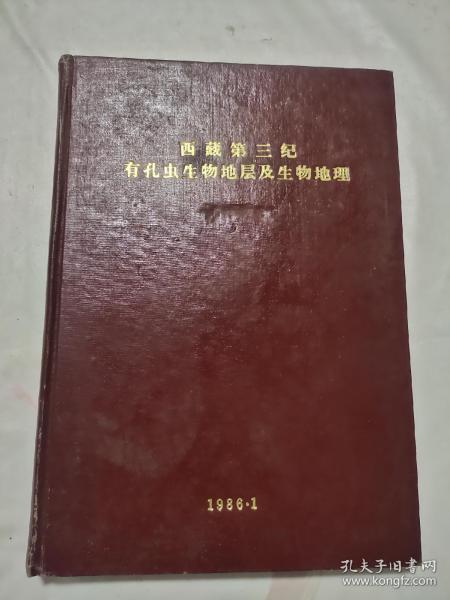 西藏第三纪
有孔虫生物地层及生物地理
1986·1
孔夫子旧书网
www.kongfz.com